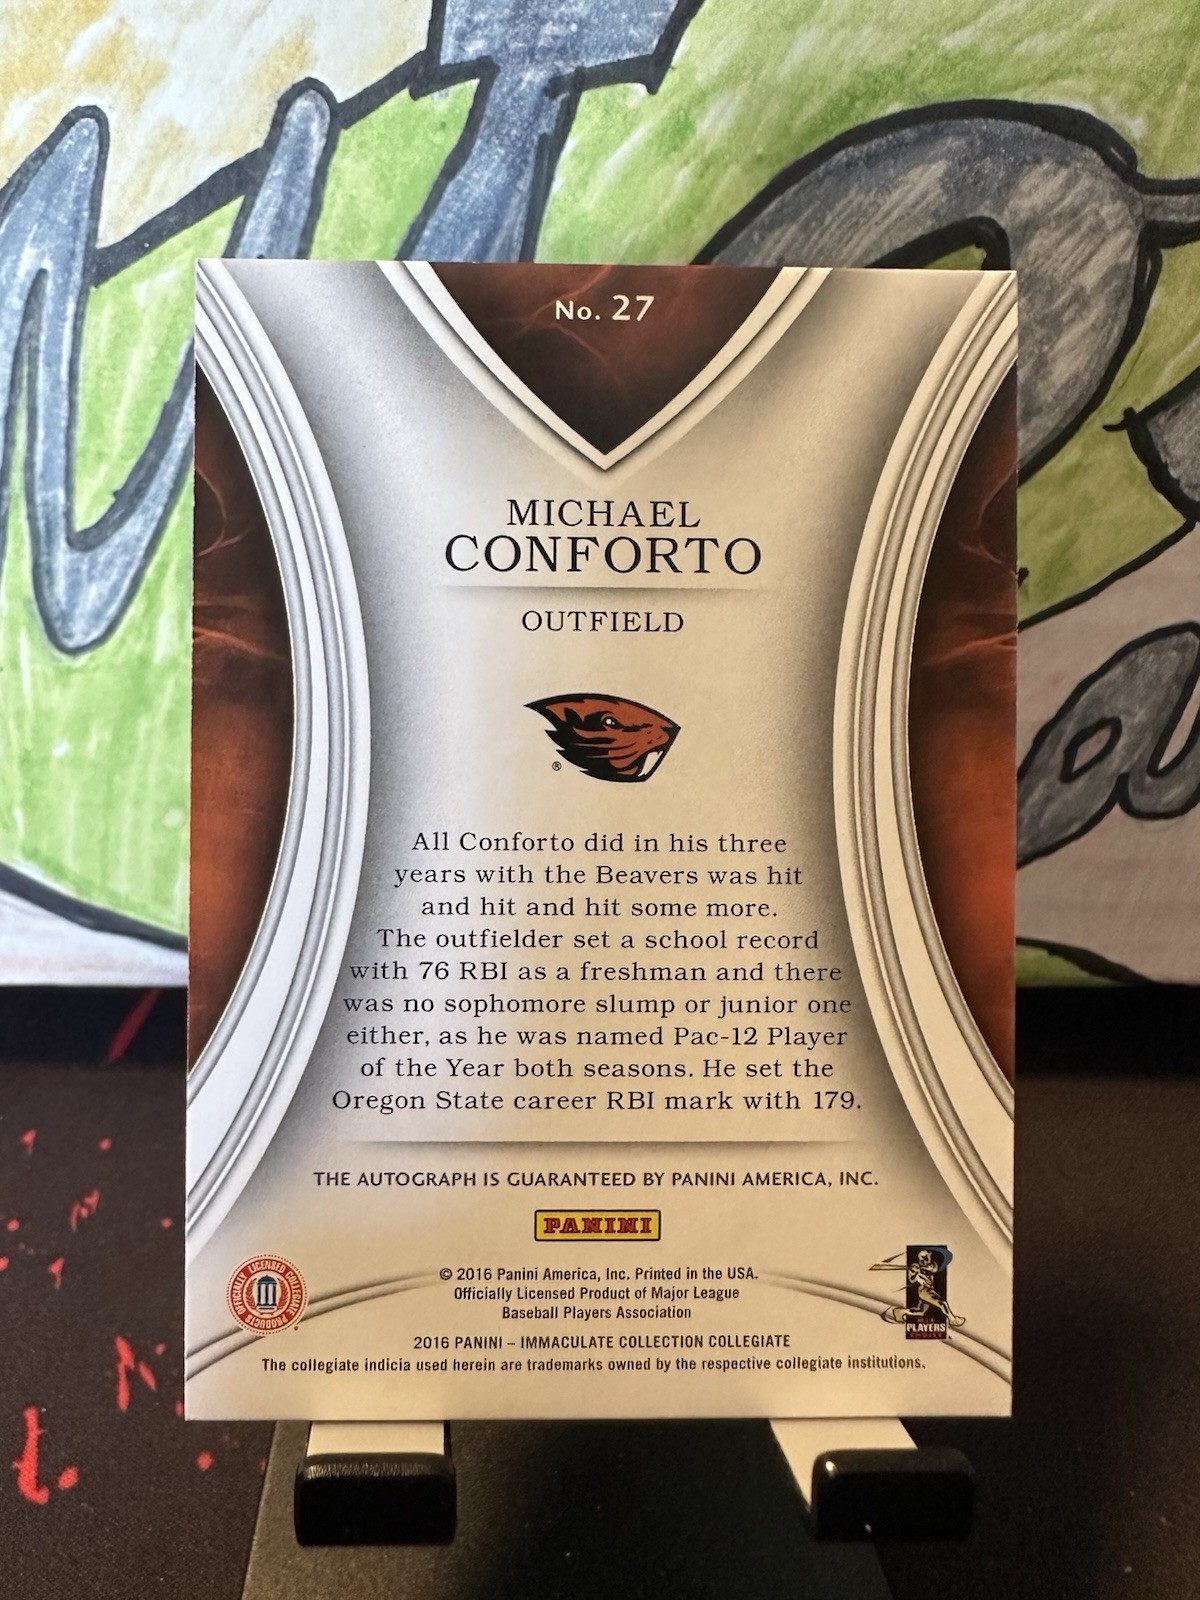 No. 27
MICHAEL
CONFORTO
OUTFIELD
®
All Conforto did in his three
years with the Beavers was hit
and hit and hit some more.
The outfielder set a school record
with 76 RBI as a freshman and there
was no sophomore slump or junior one
either, as he was named Pac-12 Player
of the Year both seasons. He set the
Oregon State career RBI mark with 179.
THE AUTOGRAPH IS GUARANTEED BY PANINI AMERICA, INC.
PANINI
OFFICIALLY LICENSED COLLEGIATE PRODUCTS
© 2016 Panini America, Inc. Printed in the USA.
Officially Licensed Product of Major League
Baseball Players Association
PLAYERS
2016 PANINI – IMMACULATE COLLECTION COLLEGIATE
The collegiate indicia used herein are trademarks owned by the respective collegiate institutions.